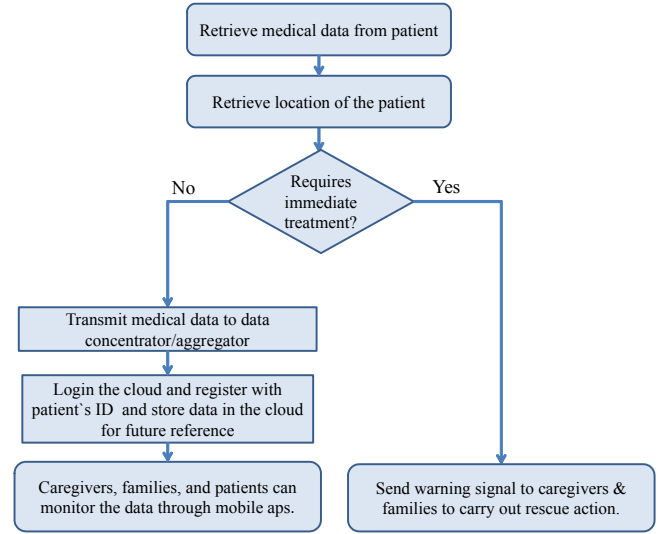 Retrieve medical data from patient
Retrieve location of the patient
Requires
immediate
treatment?
No
Yes
Transmit medical data to data
concentrator/aggregator
Login the cloud and register with
patient`s ID and store data in the cloud
for future reference
Caregivers, families, and patients can
monitor the data through mobile aps.
Send warning signal to caregivers &
families to carry out rescue action.